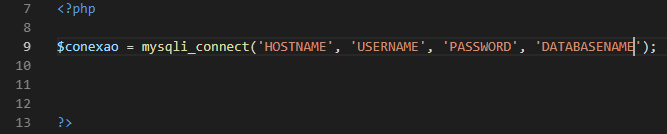 7 <?php
8
9 $conexao = mysqli_connect('HOSTNAME', 'USERNAME', 'PASSWORD', 'DATABASENAME');
10
11
12
13 ?>